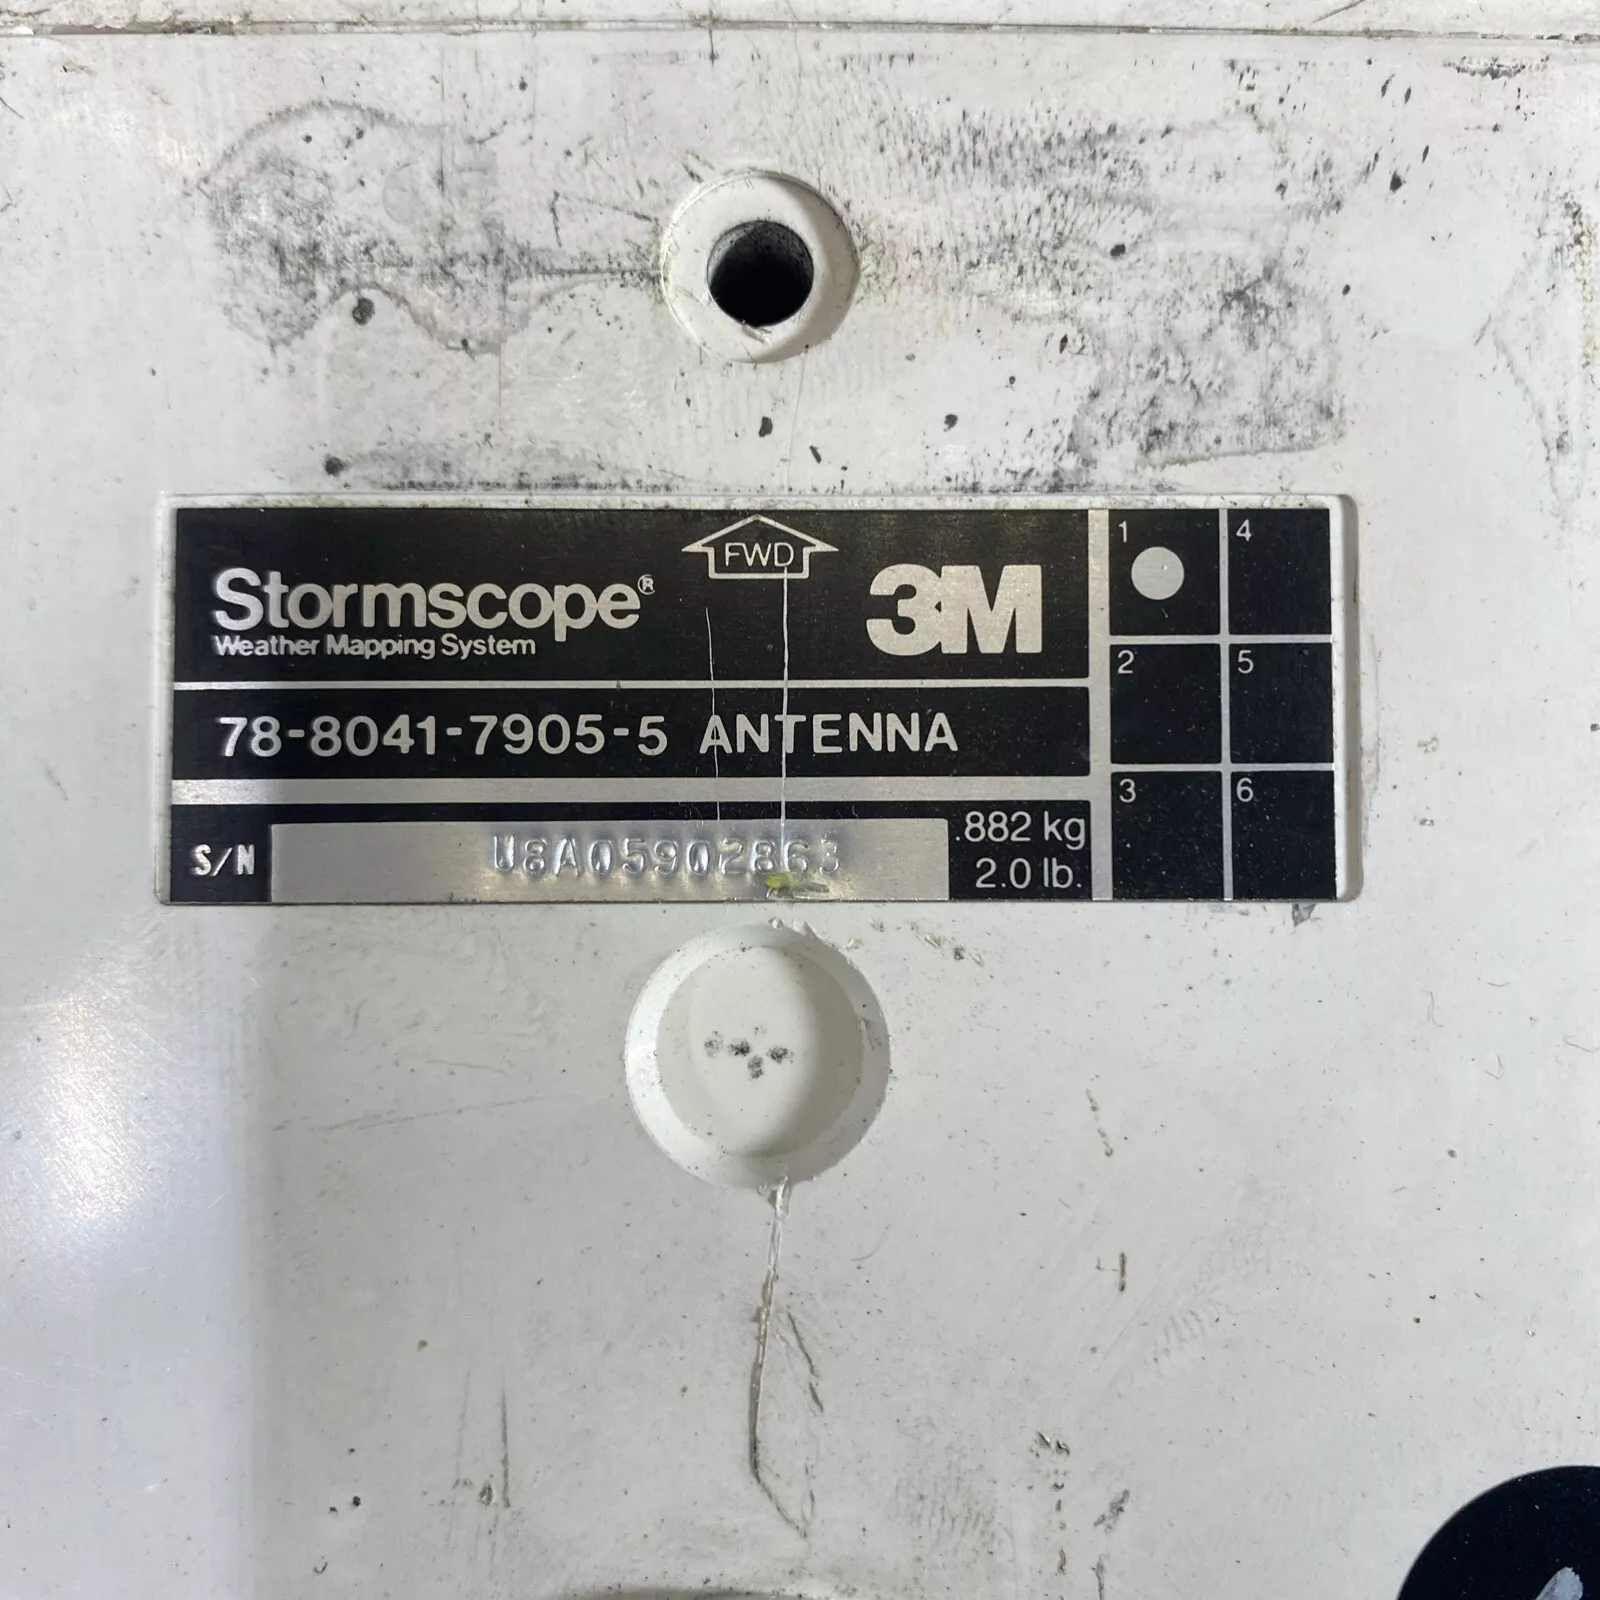 FWD
Stormscope®
Weather Mapping System
3M
78-8041-7905-5 ANTENNA
S/N U8A05902863
.882 kg
2.0 lb.
1 4
2 5
3 6